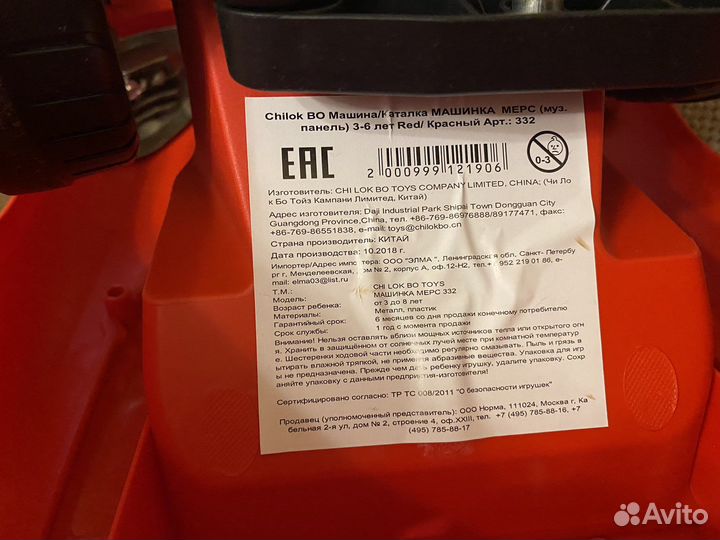 Chilok BO Машина/Каталка МАШИНКА МЕРС (муз.
панель) 3-6 лет Red/ Красный Арт.: 332
EAC
2 000999 121906
0-3
Изготовитель: CHI LOK BO TOYS COMPANY LIMITED, CHINA; (Чи Ло
к Бо Тойз Кампани Лимитед, Китай)
Адрес изготовителя: Daji Industrial Park Shipai Town Dongguan City
Guangdong Province,China, тел. +86-769-86976888/89177471, факс:
+86-769-86551838, e-mail: toys@chilokbo.cn
Страна производитель: КИТАЙ
Дата производства: 10.2018 г.
Импортер/Адрес импортера: ООО "ЭЛМА ", Ленинградская обл. Санкт- Петербу
рг г. Менделеевская, дом № 2, корпус А, оф.12-Н2, тел.+7 952 219 01 86, e-
mail: elma03@list.ru
Т.М.: CHI LOK BO TOYS
Модель: МАШИНКА МЕРС 332
Возраст ребенка: от 3 до 8 лет
Материалы: Металл, пластик
Гарантийный срок: 6 месяцев со дня продажи конечному потребителю
Срок службы: 1 год с момента продажи
Внимание! Нельзя оставлять вблизи мощных источников тепла или открытого огн
я. Хранить в защищённом от солнечных лучей месте при комнатной температур
е. Шестеренки ходовой части необходимо регулярно смазывать. Пыль и грязь в
ытирать влажной тряпкой, не применяя абразивные вещества. Упаковка для игр
ы не предназначена. Прежде чем дать ребенку игрушку, удалите упаковку. Сохр
аняйте упаковку с данными предприятия-изготовителя!
Сертифицировано согласно: ТР ТС 008/2011 "О безопасности игрушек"
Продавец (уполномоченный представитель): ООО Норма, 111024, Москва г, Ка
бельная 2-я ул, дом № 2, строение 4, оф.XXIII, тел. +7 (495) 785-88-16, +7
(495) 785-88-17
Avito